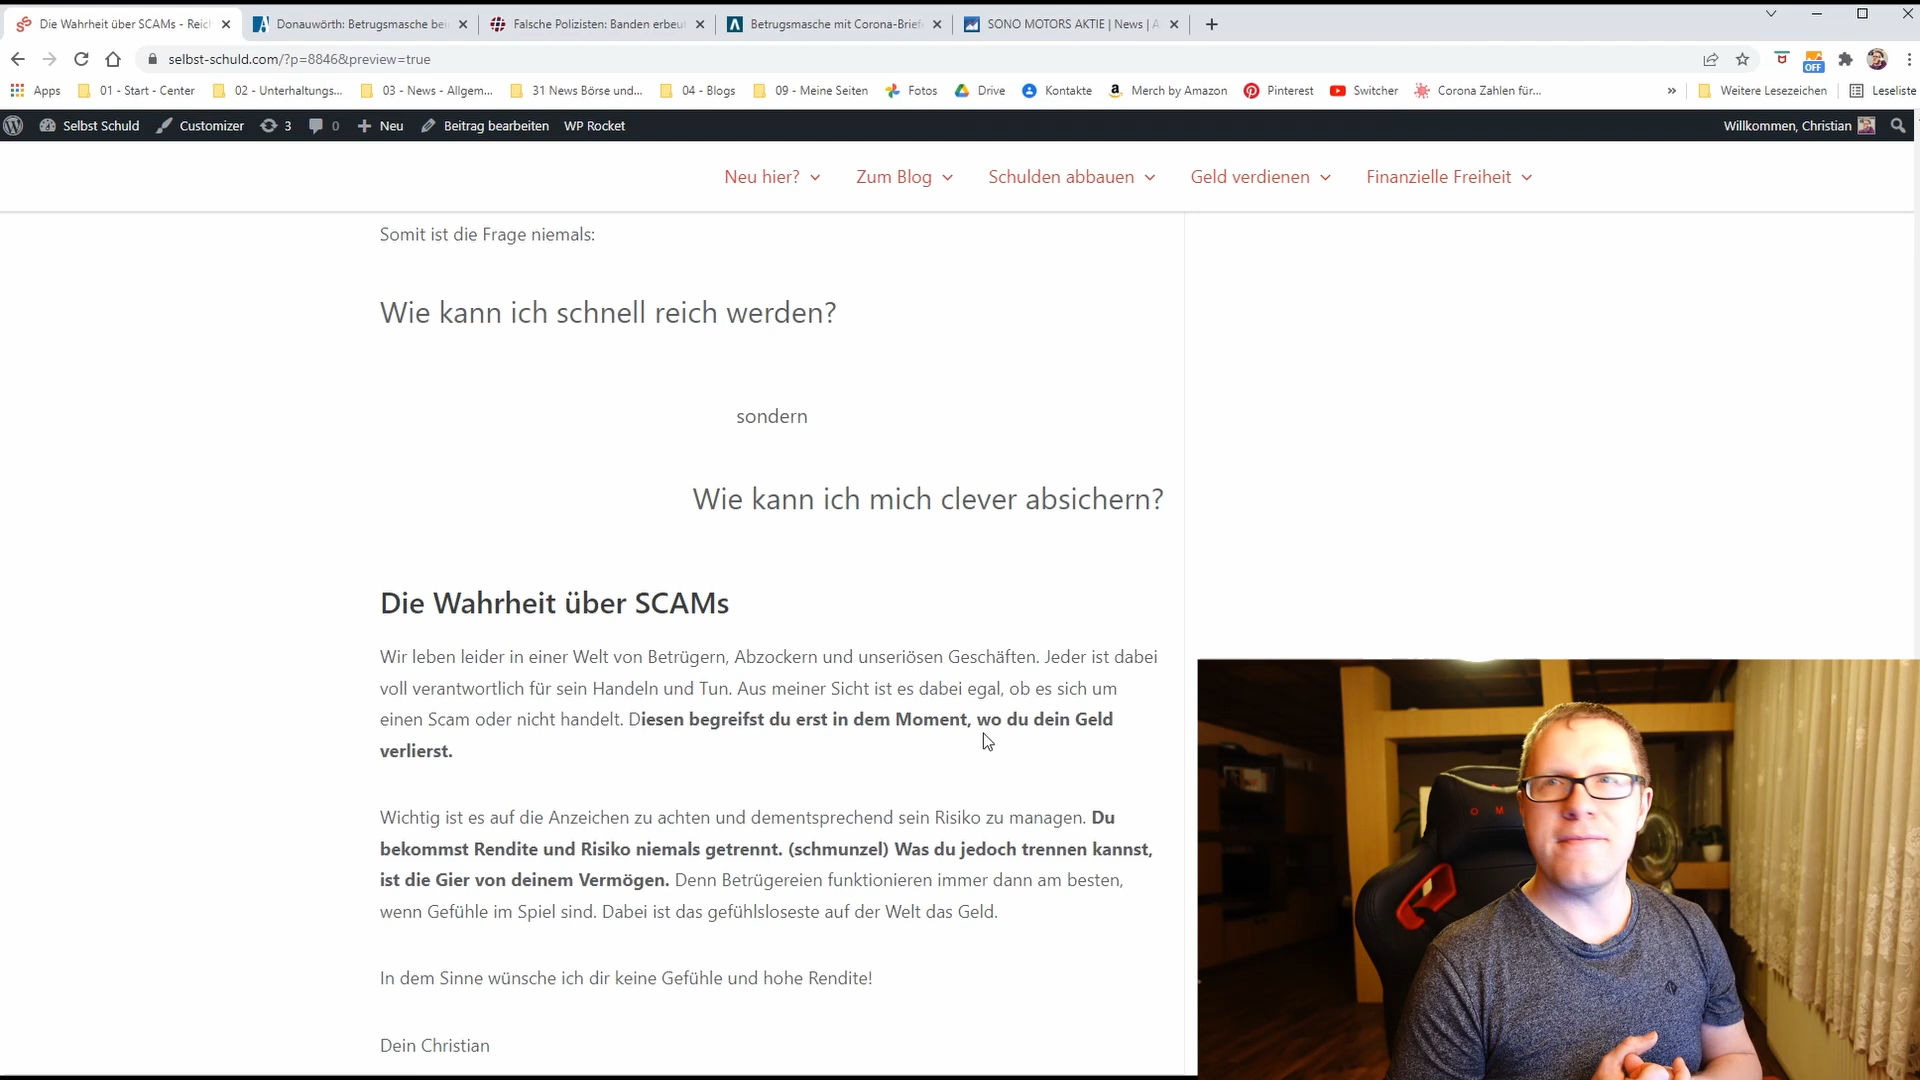 Die Wahrheit über SCAMs - Reich
Donauwörth: Betrugsmasche bei
Falsche Polizisten: Banden erbeut
Betrugsmasche mit Corona-Briefe
SONO MOTORS AKTIE | News | A
selbst-schuld.com/?p=8846&preview=true
OFF
Apps
01 - Start - Center
02 - Unterhaltungs...
03 - News - Allgem...
31 News Börse und...
04 - Blogs
09 - Meine Seiten
Fotos
Drive
Kontakte
Merch by Amazon
Pinterest
Switcher
Corona Zahlen für...
»
Weitere Lesezeichen
Leseliste
Selbst Schuld
Customizer
3
0
Neu
Beitrag bearbeiten
WP Rocket
Willkommen, Christian
Neu hier?
Zum Blog
Schulden abbauen
Geld verdienen
Finanzielle Freiheit
Somit ist die Frage niemals:
Wie kann ich schnell reich werden?
sondern
Wie kann ich mich clever absichern?
Die Wahrheit über SCAMs
Wir leben leider in einer Welt von Betrügern, Abzockern und unseriösen Geschäften. Jeder ist dabei
voll verantwortlich für sein Handeln und Tun. Aus meiner Sicht ist es dabei egal, ob es sich um
einen Scam oder nicht handelt. Diesen begreifst du erst in dem Moment, wo du dein Geld
verlierst.
Wichtig ist es auf die Anzeichen zu achten und dementsprechend sein Risiko zu managen. Du
bekommst Rendite und Risiko niemals getrennt. (schmunzel) Was du jedoch trennen kannst,
ist die Gier von deinem Vermögen. Denn Betrügereien funktionieren immer dann am besten,
wenn Gefühle im Spiel sind. Dabei ist das gefühlsloseste auf der Welt das Geld.
In dem Sinne wünsche ich dir keine Gefühle und hohe Rendite!
Dein Christian
O M